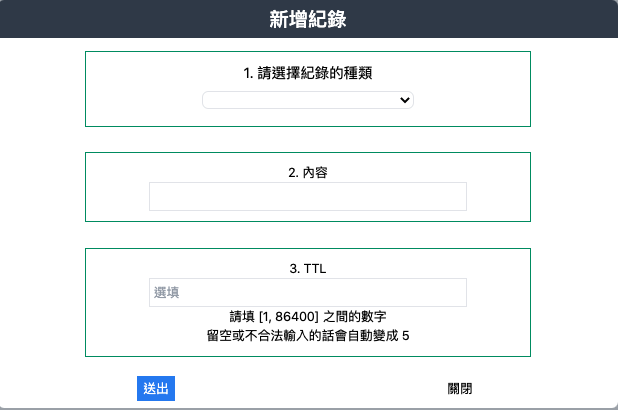 新增紀錄
1. 請選擇紀錄的種類
2. 內容
3. TTL
選填
請填 [1, 86400] 之間的數字
留空或不合法輸入的話會自動變成 5
送出
關閉